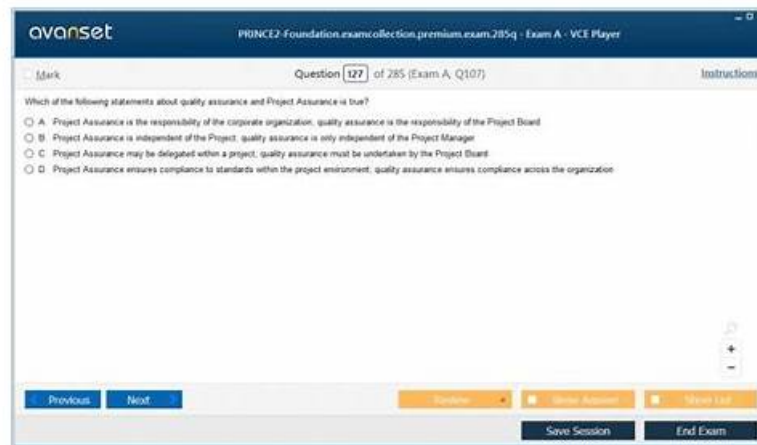 avanset
PRINCE2-Foundation.examcollection.premium.exam.285q - Exam A - VCE Player
Mark
Question 127 of 285 (Exam A, Q107)
Instructions
Which of the following statements about quality assurance and Project Assurance is true?
A Project Assurance is the responsibility of the corporate organization, quality assurance is the responsibility of the Project Board
B Project Assurance is independent of the Project, quality assurance is only independent of the Project Manager
C Project Assurance may be delegated within a project, quality assurance must be undertaken by the Project Board
D Project Assurance ensures compliance to standards within the project environment, quality assurance ensures compliance across the organization
Previous
Next
Review
Show Answer
Show List
Save Session
End Exam